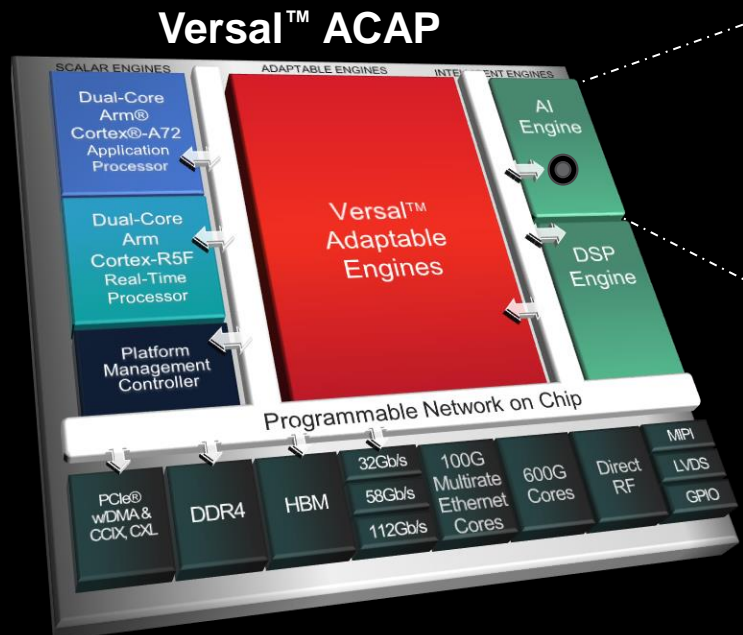 Versal™ ACAP
SCALAR ENGINES
ADAPTABLE ENGINES
Dual-Core
Arm®
Cortex®-A72
Application
Processor
Dual-Core
Arm
Cortex-R5F
Real-Time
Processor
Platform
Management
Controller
Versal™
Adaptable
Engines
AI
Engine
DSP
Engine
Programmable Network on Chip
PCIe®
w/DMA &
CCIX, CXL
DDR4
HBM
32Gb/s
58Gb/s
112Gb/s
100G
Multirate
Ethernet
Cores
600G
Cores
Direct
RF
MIPI
LVDS
GPIO